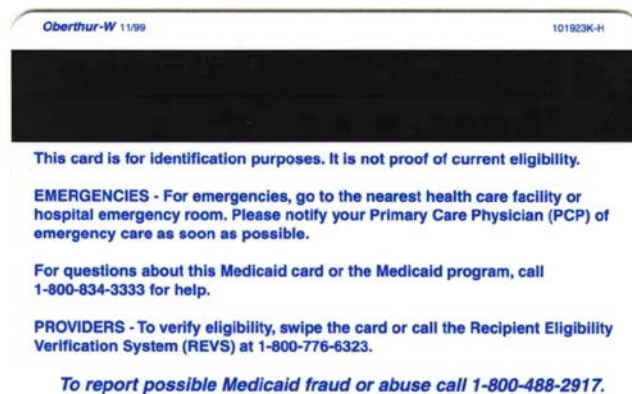 Oberthur-W 11/99 101923K-H
This card is for identification purposes. It is not proof of current eligibility.
EMERGENCIES - For emergencies, go to the nearest health care facility or
hospital emergency room. Please notify your Primary Care Physician (PCP) of
emergency care as soon as possible.
For questions about this Medicaid card or the Medicaid program, call
1-800-834-3333 for help.
PROVIDERS - To verify eligibility, swipe the card or call the Recipient Eligibility
Verification System (REVS) at 1-800-776-6323.
To report possible Medicaid fraud or abuse call 1-800-488-2917.